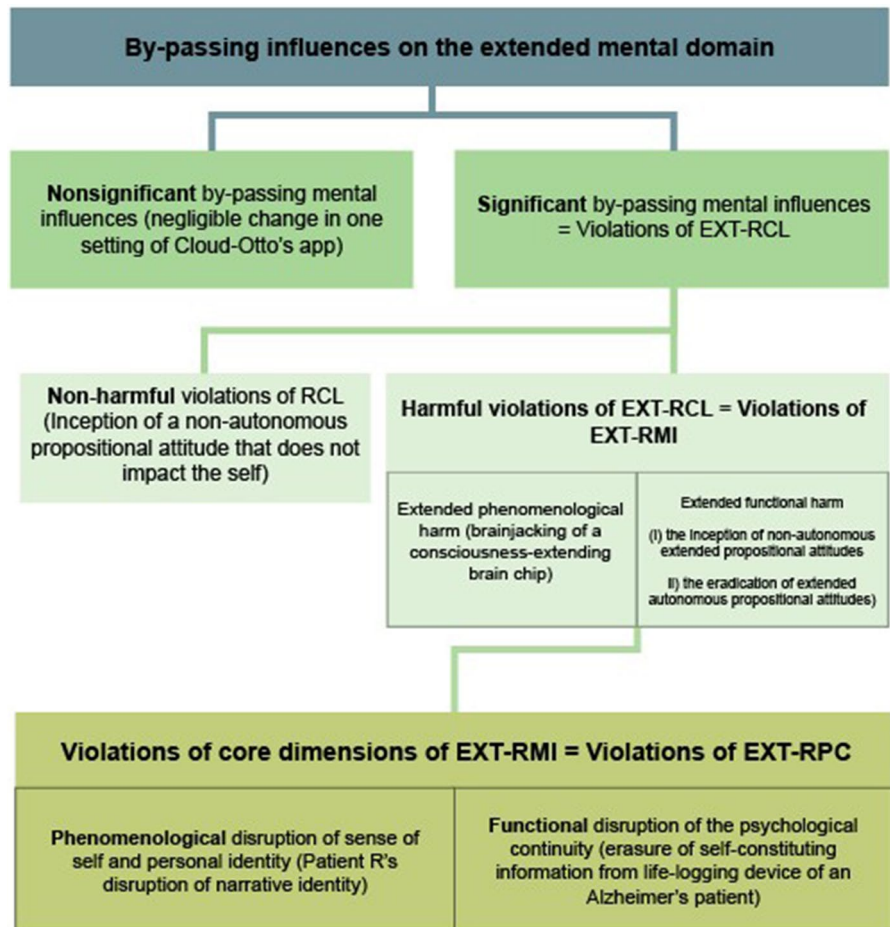 By-passing influences on the extended mental domain
Nonsignificant by-passing mental
influences (negligible change in one
setting of Cloud-Otto's app)
Significant by-passing mental influences
= Violations of EXT-RCL
Non-harmful violations of RCL
(Inception of a non-autonomous
propositional attitude that does not
impact the self)
Harmful violations of EXT-RCL = Violations of
EXT-RMI
Extended phenomenological
harm (brainjacking of a
consciousness-extending
brain chip)
Extended functional harm
(I) the inception of non-autonomous
extended propositional attitudes
II) the eradication of extended
autonomous propositional attitudes)
Violations of core dimensions of EXT-RMI = Violations of EXT-RPC
Phenomenological disruption of sense of
self and personal identity (Patient R's
disruption of narrative identity)
Functional disruption of the psychological
continuity (erasure of self-constituting
information from life-logging device of an
Alzheimer's patient)